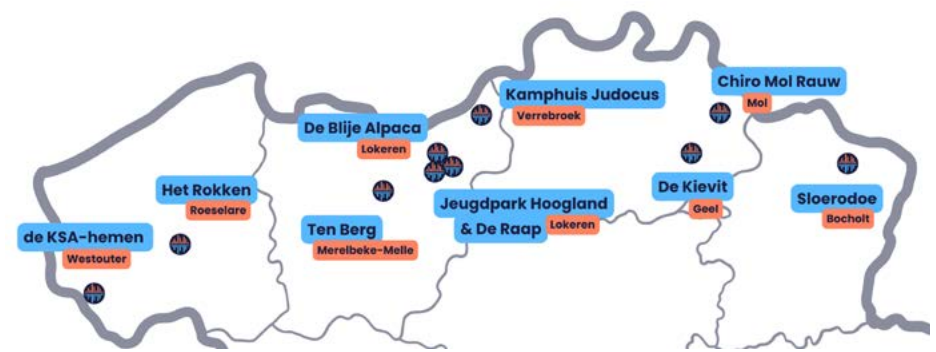 Chiro Mol Rauw
Mol
Kamphuis Judocus
Verrebroek
De Blije Alpaca
Lokeren
Het Rokken
Roeselare
De Kievit
Geel
Sloerodoe
Bocholt
Jeugdpark Hoogland
& De Raap
Lokeren
Ten Berg
Merelbeke-Melle
de KSA-hemen
Westouter